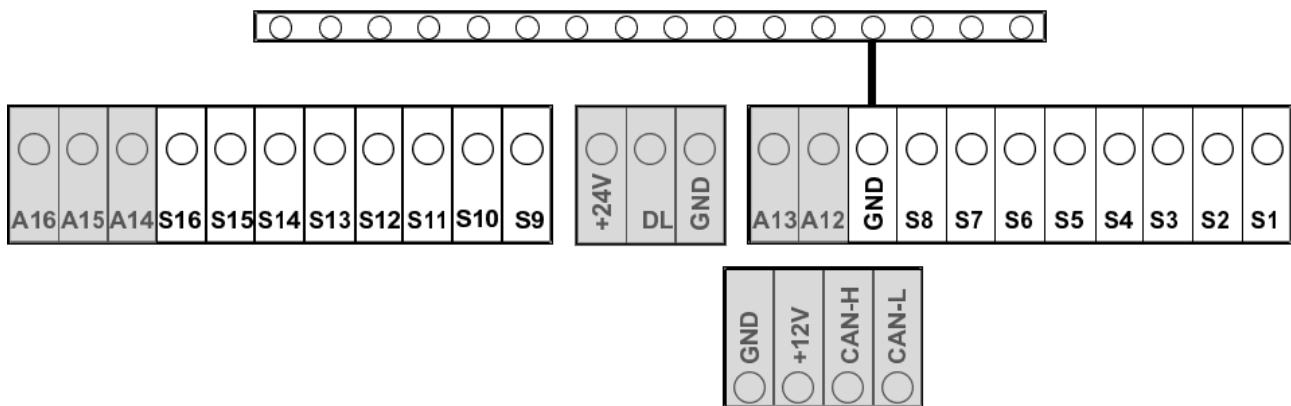 A16 A15 A14 S16 S15 S14 S13 S12 S11 S10 S9 +24V DL GND A13 A12 GND S8 S7 S6 S5 S4 S3 S2 S1
GND +12V CAN-H CAN-L